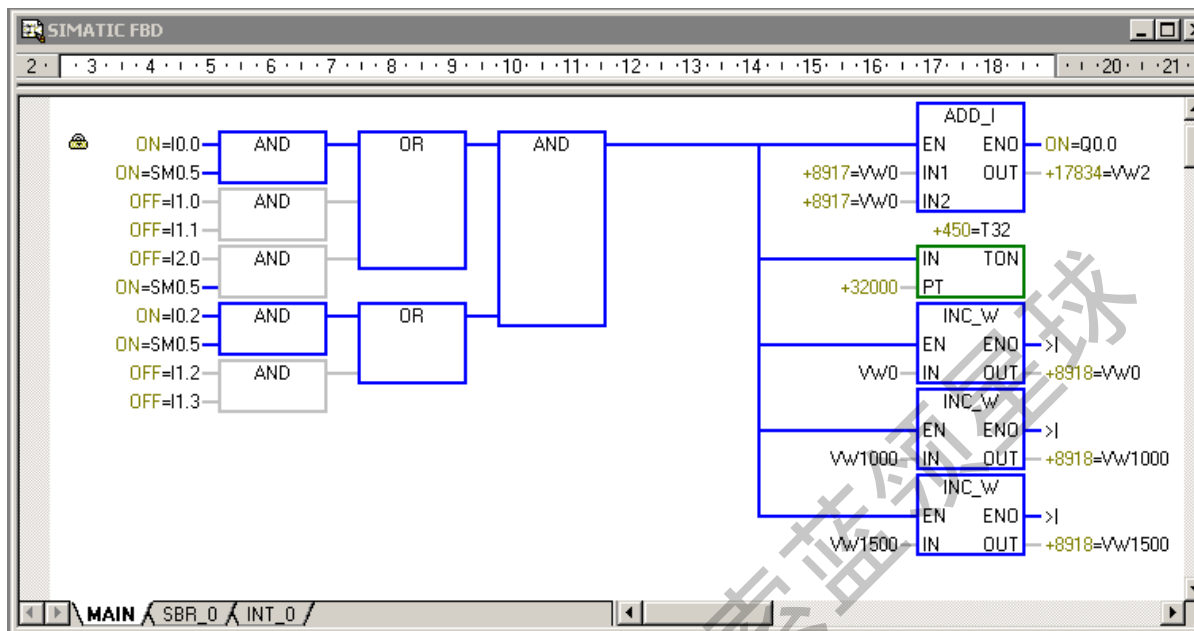 SIMATIC FBD
2 · · 3 · ı · 4 · ı · 5 · ı · 6 · ı · 7 · ı · 8 · ı · 9 · ı · 10 · ı · 11 · ı · 12 · ı · 13 · ı · 14 · ı · 15 · ı · 16 · ı · 17 · ı · 18 · ı · · ı · 20 · ı · 21 ·
ADD_I
ON=I0.0 AND OR AND EN ENO ON=Q0.0
ON=SM0.5 +8917=VW0 IN1 OUT +17834=VW2
OFF=I1.0 AND +8917=VW0 IN2
OFF=I1.1 +450=T32
OFF=I2.0 AND IN TON
ON=SM0.5 +32000 PT
ON=I0.2 AND OR INC_W
ON=SM0.5 EN ENO >|
OFF=I1.2 AND VW0 IN OUT +8918=VW0
OFF=I1.3 INC_W
EN ENO >|
VW1000 IN OUT +8918=VW1000
INC_W
EN ENO >|
VW1500 IN OUT +8918=VW1500
MAIN SBR_0 INT_0
蓝领星球